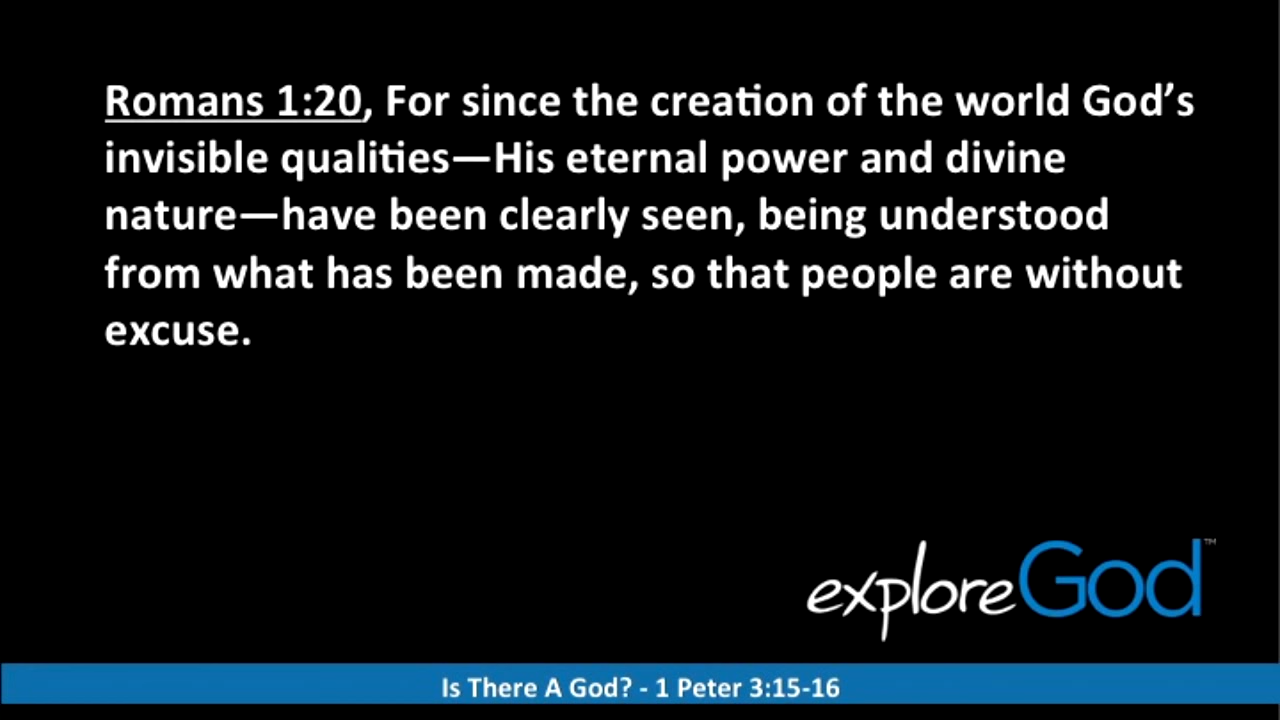 Romans 1:20, For since the creation of the world God’s
invisible qualities—His eternal power and divine
nature—have been clearly seen, being understood
from what has been made, so that people are without
excuse.
exploreGod™
Is There A God? - 1 Peter 3:15-16